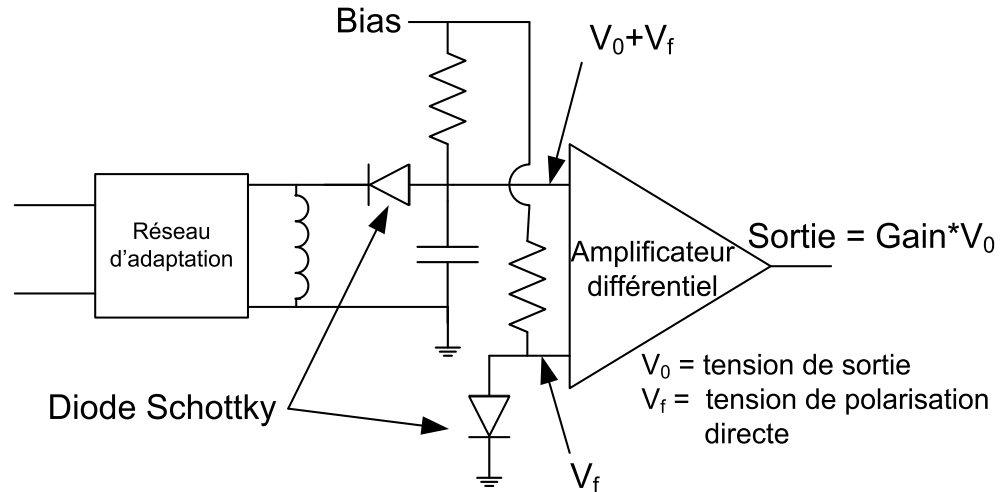 Bias
V₀+Vf
Réseau
d'adaptation
Amplificateur
différentiel
Sortie = Gain*V₀
Diode Schottky
V₀ = tension de sortie
Vf = tension de polarisation
directe
Vf